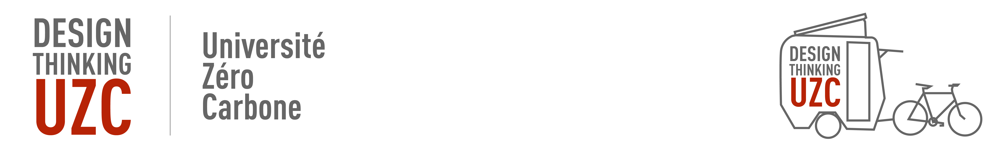 DESIGN
THINKING
UZC
Université
Zéro
Carbone
DESIGN
THINKING
UZC